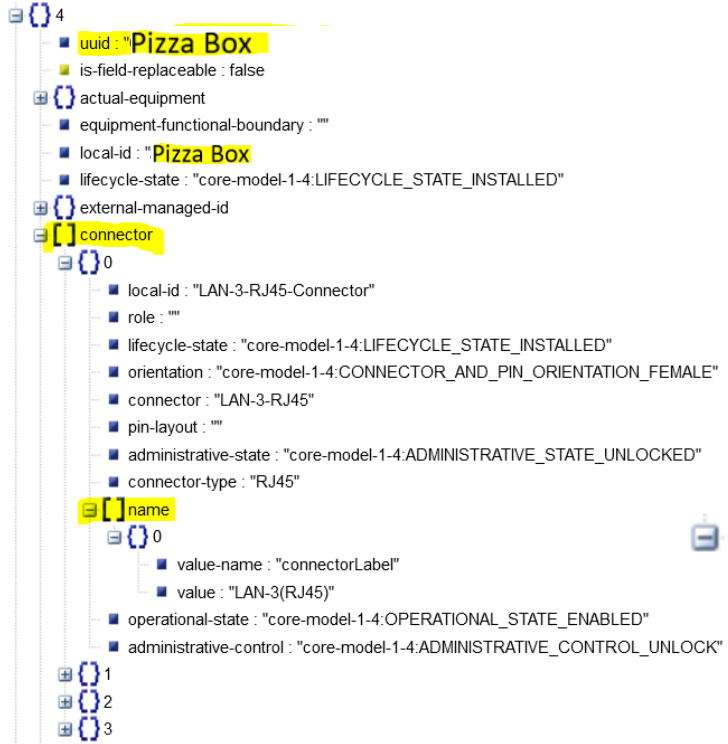 4
uuid : "Pizza Box
is-field-replaceable : false
actual-equipment
equipment-functional-boundary : ""
local-id : "Pizza Box
lifecycle-state : "core-model-1-4:LIFECYCLE_STATE_INSTALLED"
external-managed-id
connector
0
local-id : "LAN-3-RJ45-Connector"
role : ""
lifecycle-state : "core-model-1-4:LIFECYCLE_STATE_INSTALLED"
orientation : "core-model-1-4:CONNECTOR_AND_PIN_ORIENTATION_FEMALE"
connector : "LAN-3-RJ45"
pin-layout : ""
administrative-state : "core-model-1-4:ADMINISTRATIVE_STATE_UNLOCKED"
connector-type : "RJ45"
name
0
value-name : "connectorLabel"
value : "LAN-3(RJ45)"
operational-state : "core-model-1-4:OPERATIONAL_STATE_ENABLED"
administrative-control : "core-model-1-4:ADMINISTRATIVE_CONTROL_UNLOCK"
1
2
3